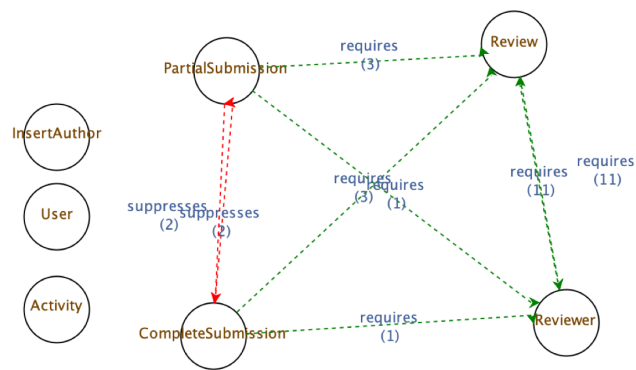 Review
requires
(3)
PartialSubmission
InsertAuthor
requires
(11)
requires
(11)
requires
(3)
requires
(1)
User
suppresses
(2)
suppresses
(2)
Activity
requires
(1)
Reviewer
CompleteSubmission